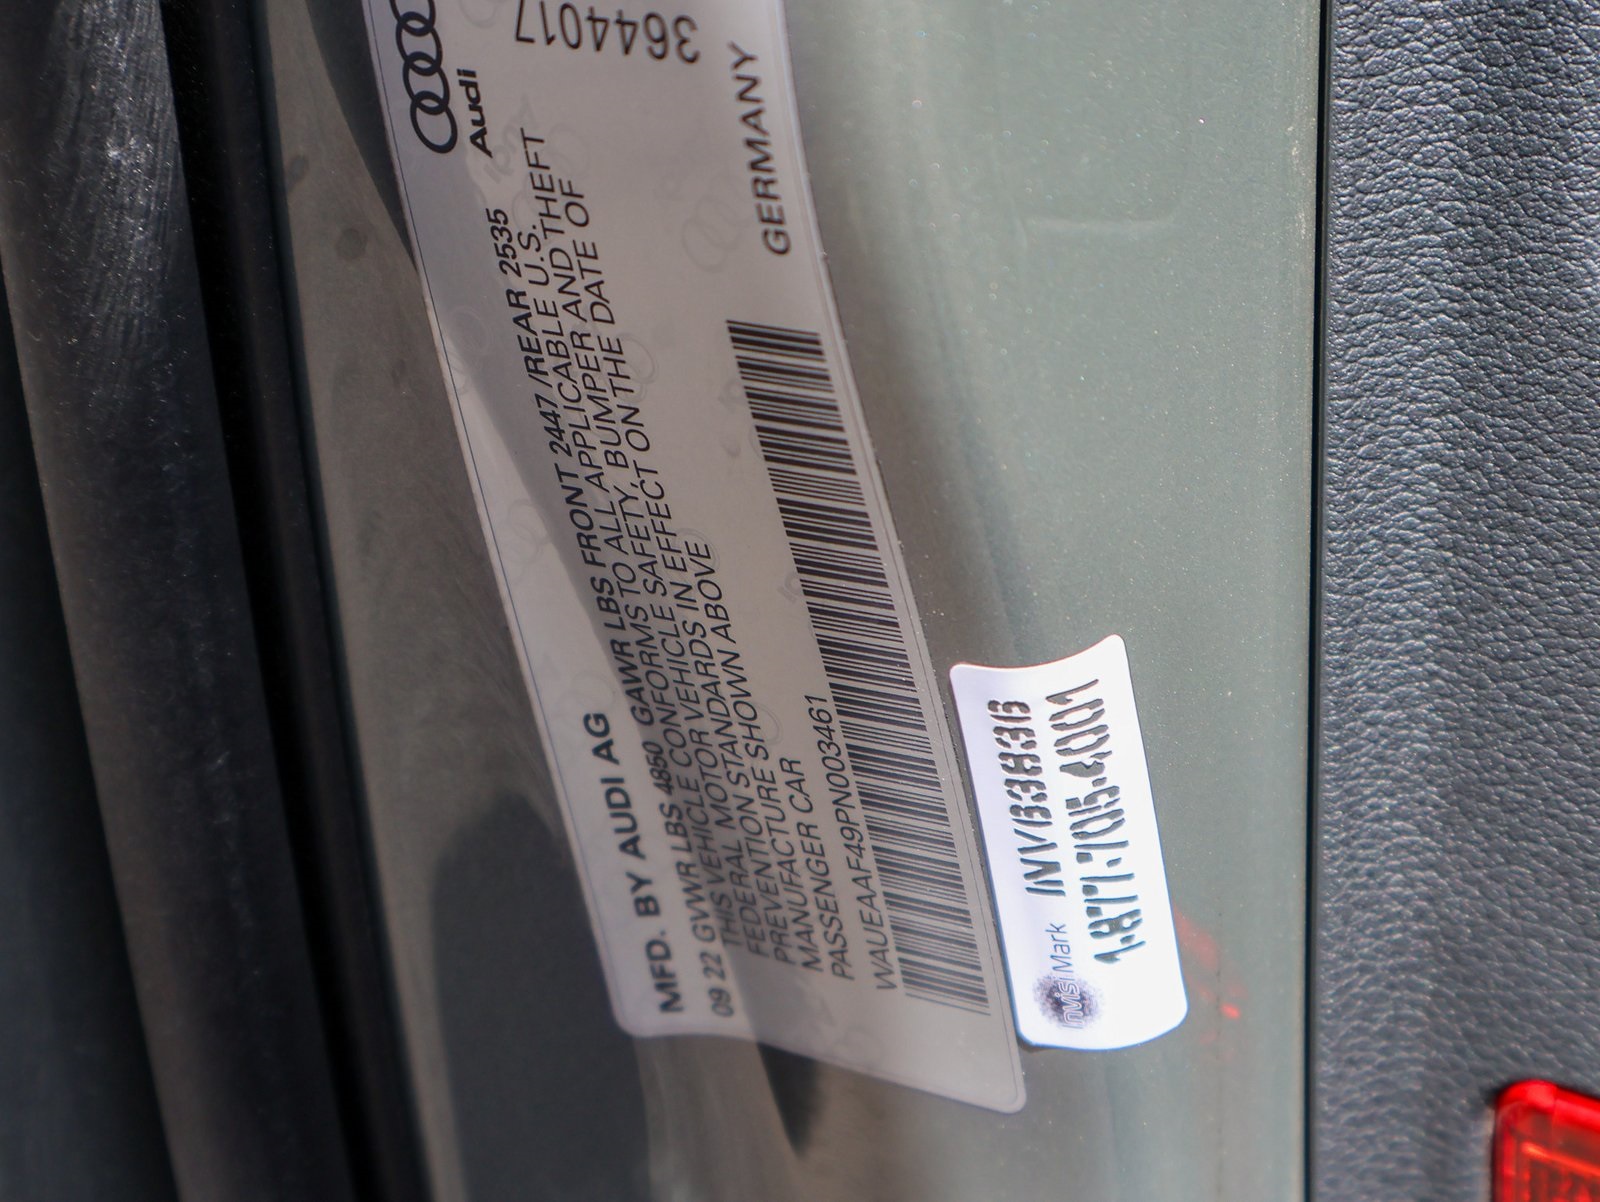 Audi
3644017
MFD. BY AUDI AG
09 22 GVWR LBS 4850 GAWR LBS FRONT 2447 /REAR 2535
THIS VEHICLE CONFORMS TO ALL APPLICABLE U.S.
FEDERAL MOTOR VEHICLE SAFETY, BUMPER AND THEFT
PREVENTION STANDARDS IN EFFECT ON THE DATE OF
MANUFACTURE SHOWN ABOVE
PASSENGER CAR
WAUEAAF49PN003461
GERMANY
InvisiMark INV63836
1.877.705.4001